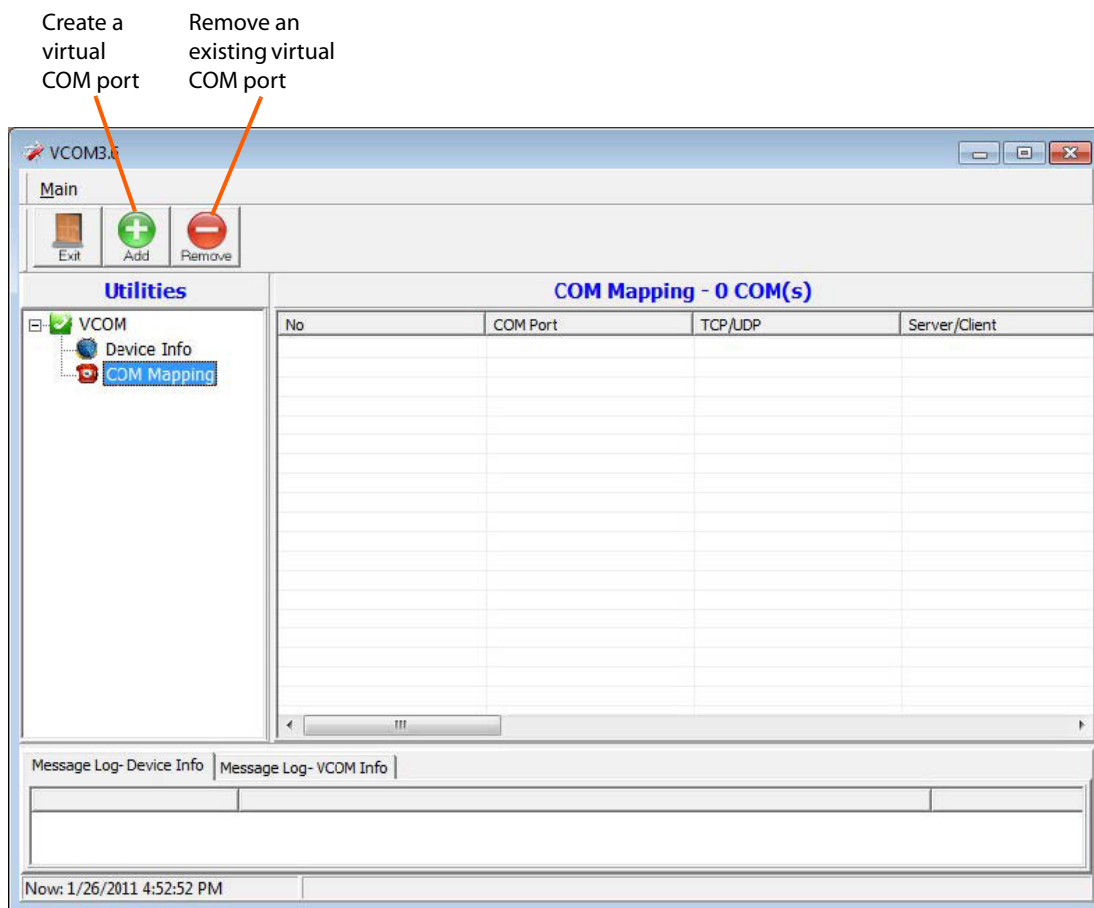 Create a
virtual
COM port
Remove an
existing virtual
COM port
VCOM3.6
Main
Exit
Add
Remove
Utilities
COM Mapping - 0 COM(s)
VCOM
Device Info
COM Mapping
No
COM Port
TCP/UDP
Server/Client
Message Log-Device Info
Message Log-VCOM Info
Now: 1/26/2011 4:52:52 PM